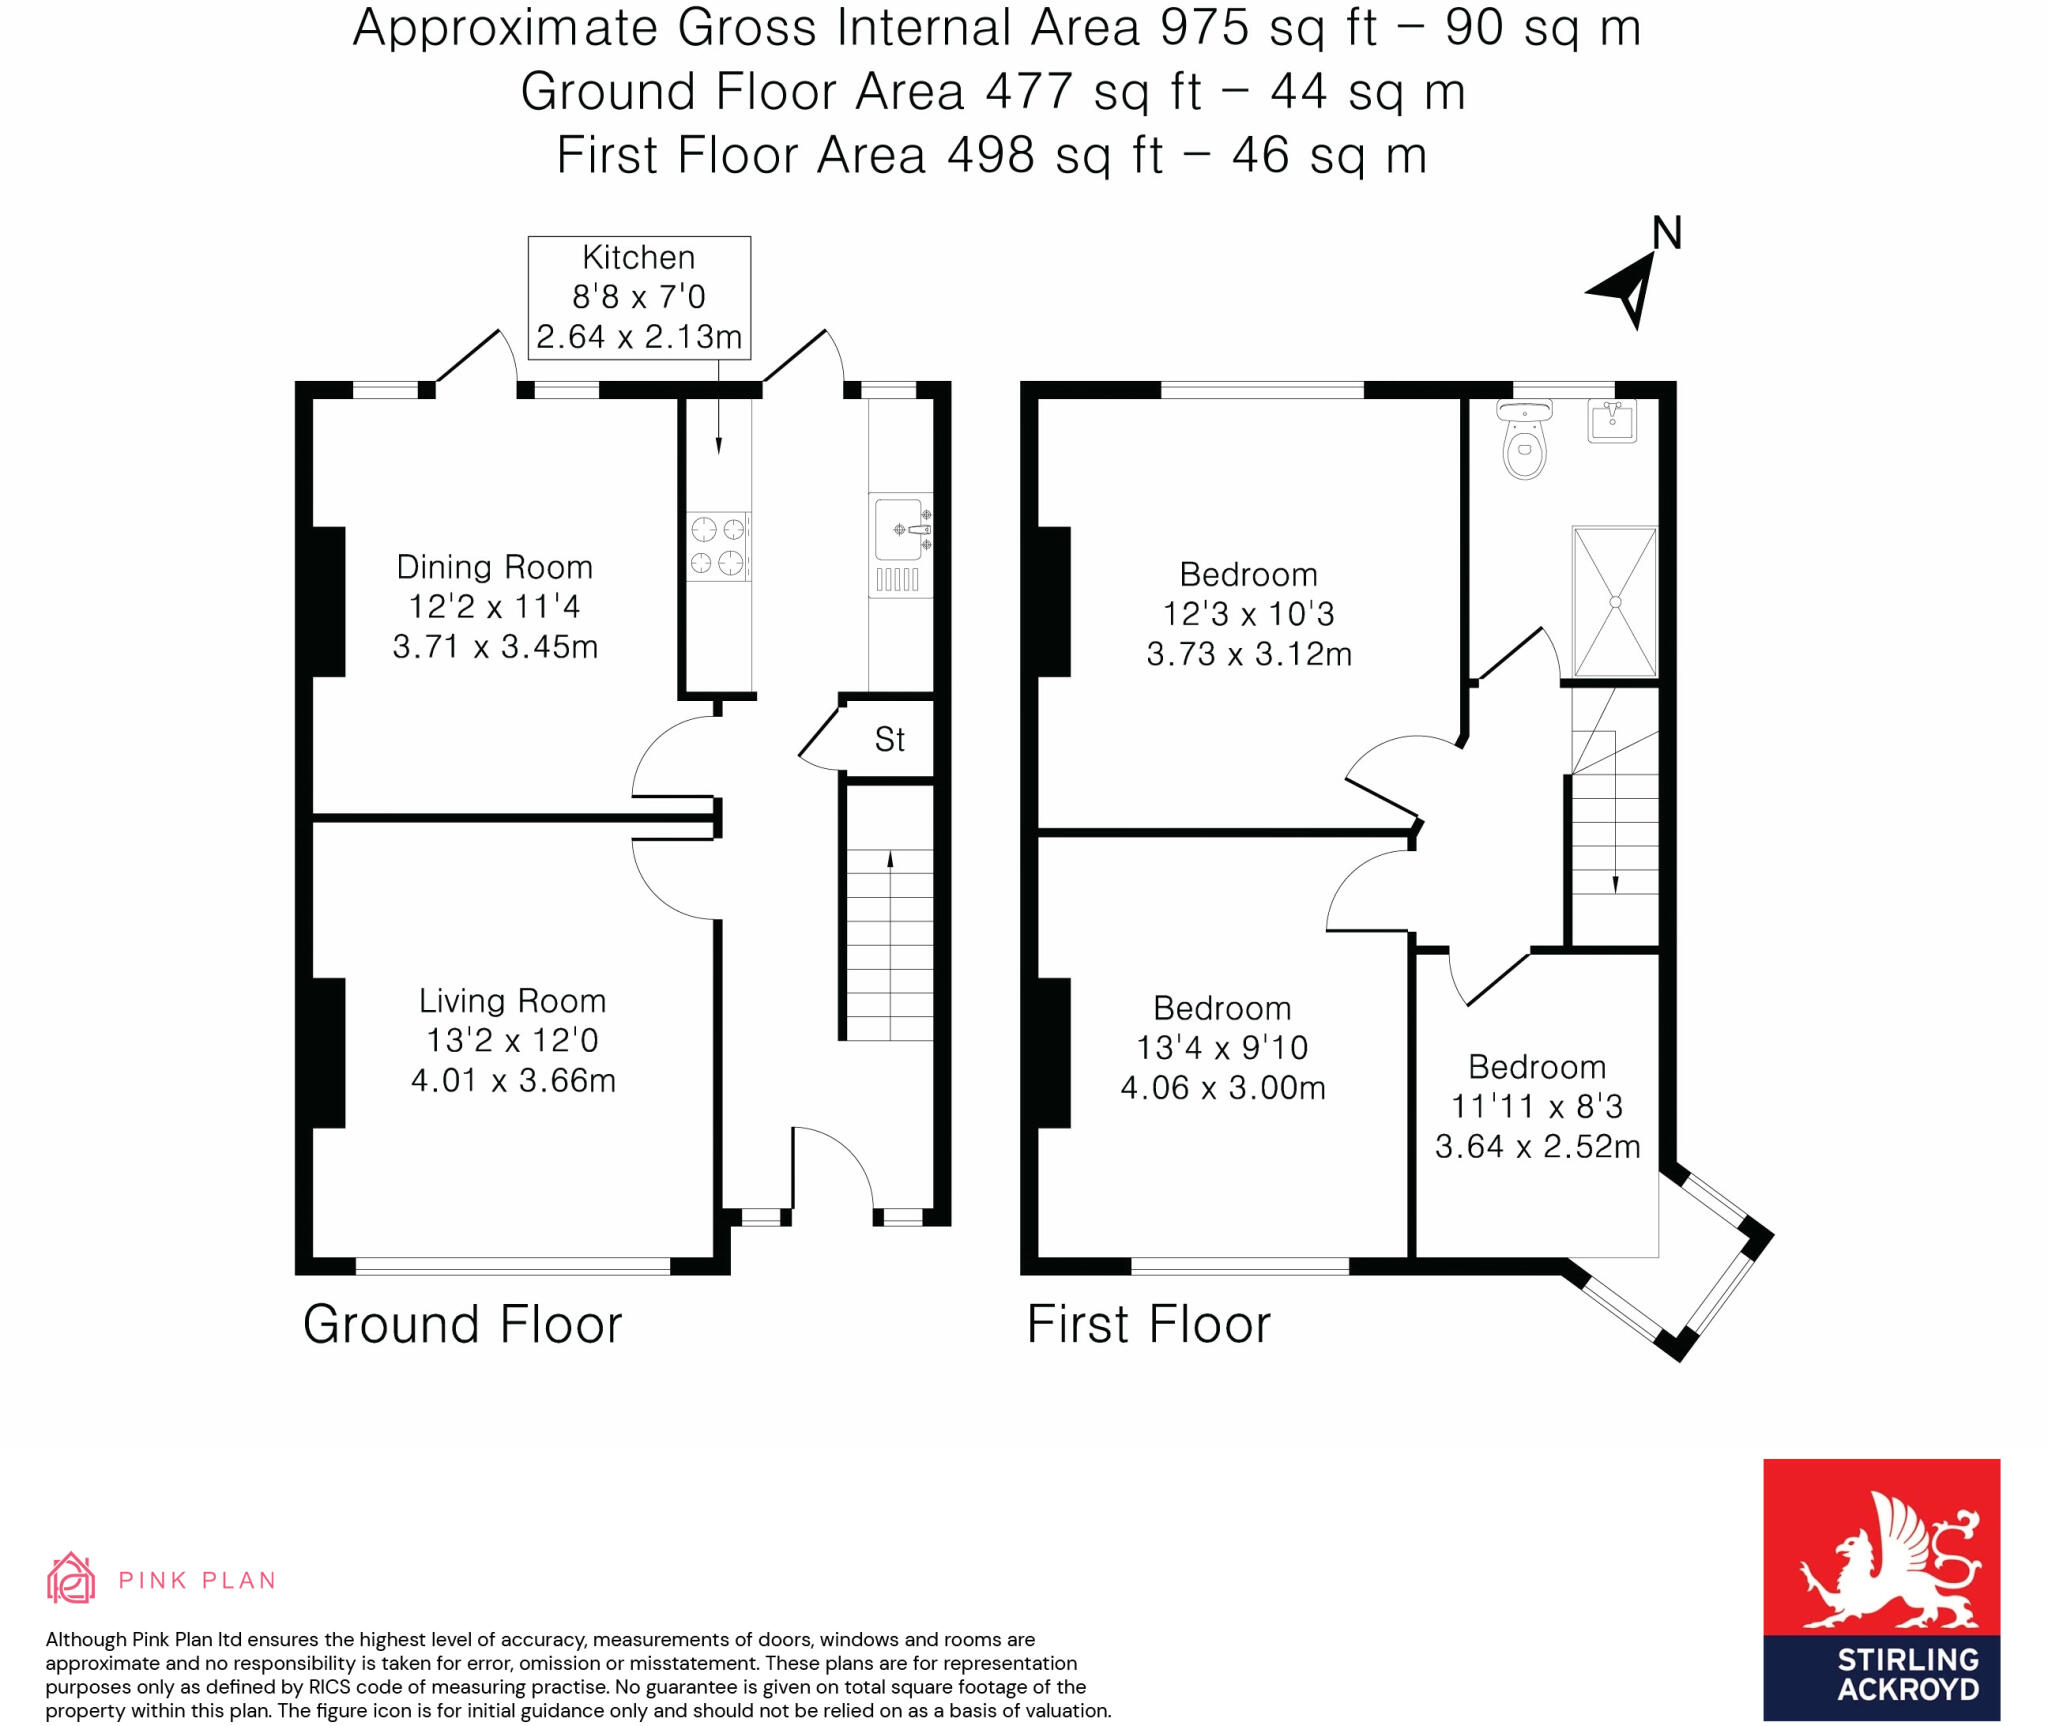 Approximate Gross Internal Area 975 sq ft – 90 sq m
Ground Floor Area 477 sq ft – 44 sq m
First Floor Area 498 sq ft – 46 sq m
N
Kitchen
8'8 x 7'0
2.64 x 2.13m
Dining Room
12'2 x 11'4
3.71 x 3.45m
St
Living Room
13'2 x 12'0
4.01 x 3.66m
Ground Floor
Bedroom
12'3 x 10'3
3.73 x 3.12m
Bedroom
13'4 x 9'10
4.06 x 3.00m
Bedroom
11'11 x 8'3
3.64 x 2.52m
First Floor
PINK PLAN
Although Pink Plan ltd ensures the highest level of accuracy, measurements of doors, windows and rooms are
approximate and no responsibility is taken for error, omission or misstatement. These plans are for representation
purposes only as defined by RICS code of measuring practise. No guarantee is given on total square footage of the
property within this plan. The figure icon is for initial guidance only and should not be relied on as a basis of valuation.
STIRLING
ACKROYD